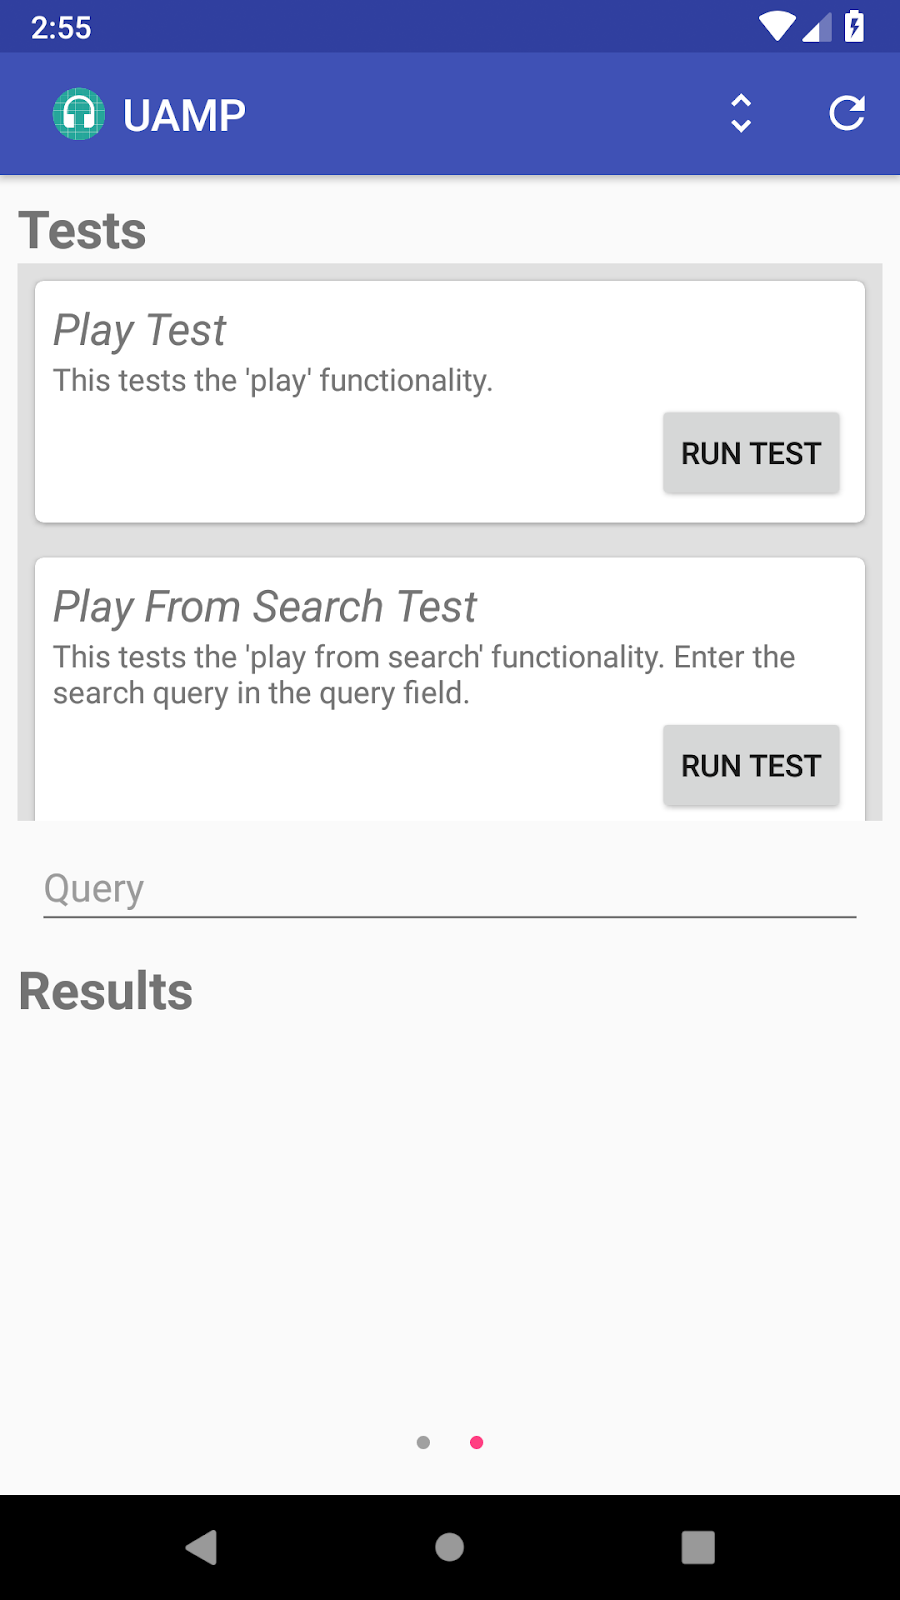 2:55
UAMP
Tests
Play Test
This tests the 'play' functionality.
RUN TEST
Play From Search Test
This tests the 'play from search' functionality. Enter the
search query in the query field.
RUN TEST
Query
Results